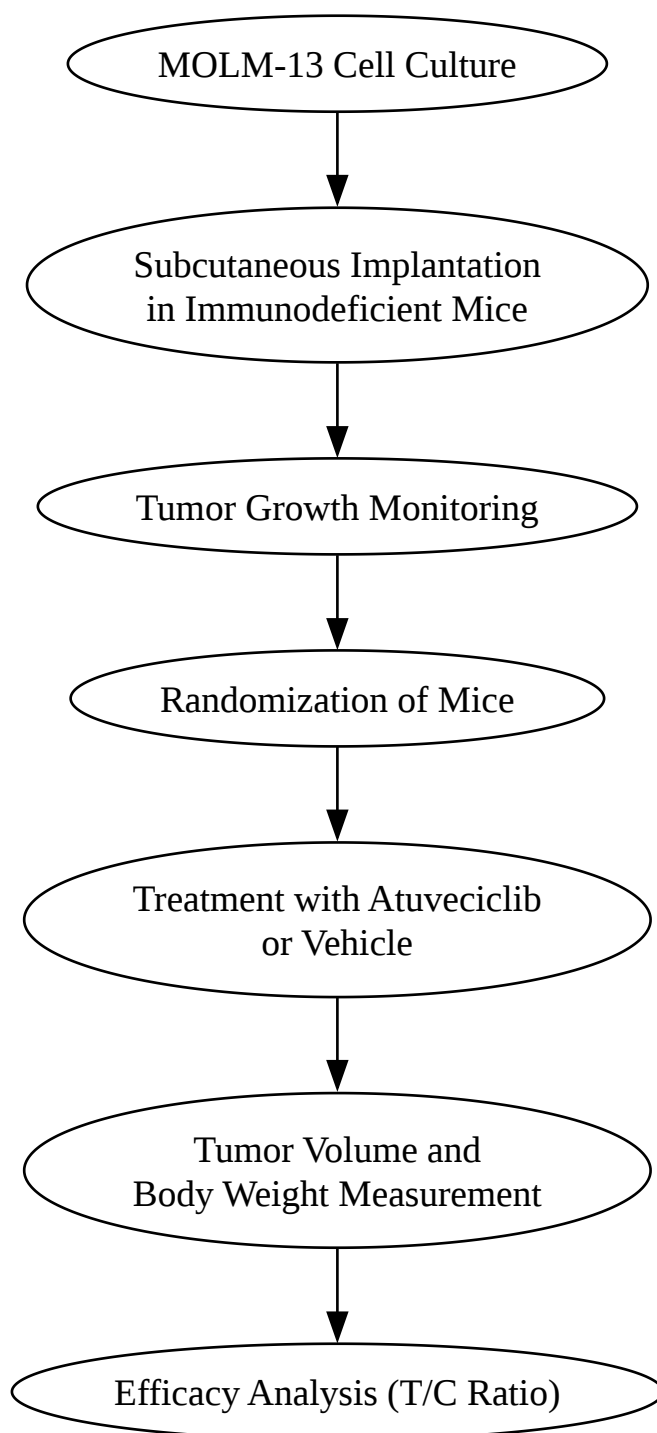 MOLM-13 Cell Culture
Subcutaneous Implantation
in Immunodeficient Mice
Tumor Growth Monitoring
Randomization of Mice
Treatment with Atuveciclib
or Vehicle
Tumor Volume and
Body Weight Measurement
Efficacy Analysis (T/C Ratio)